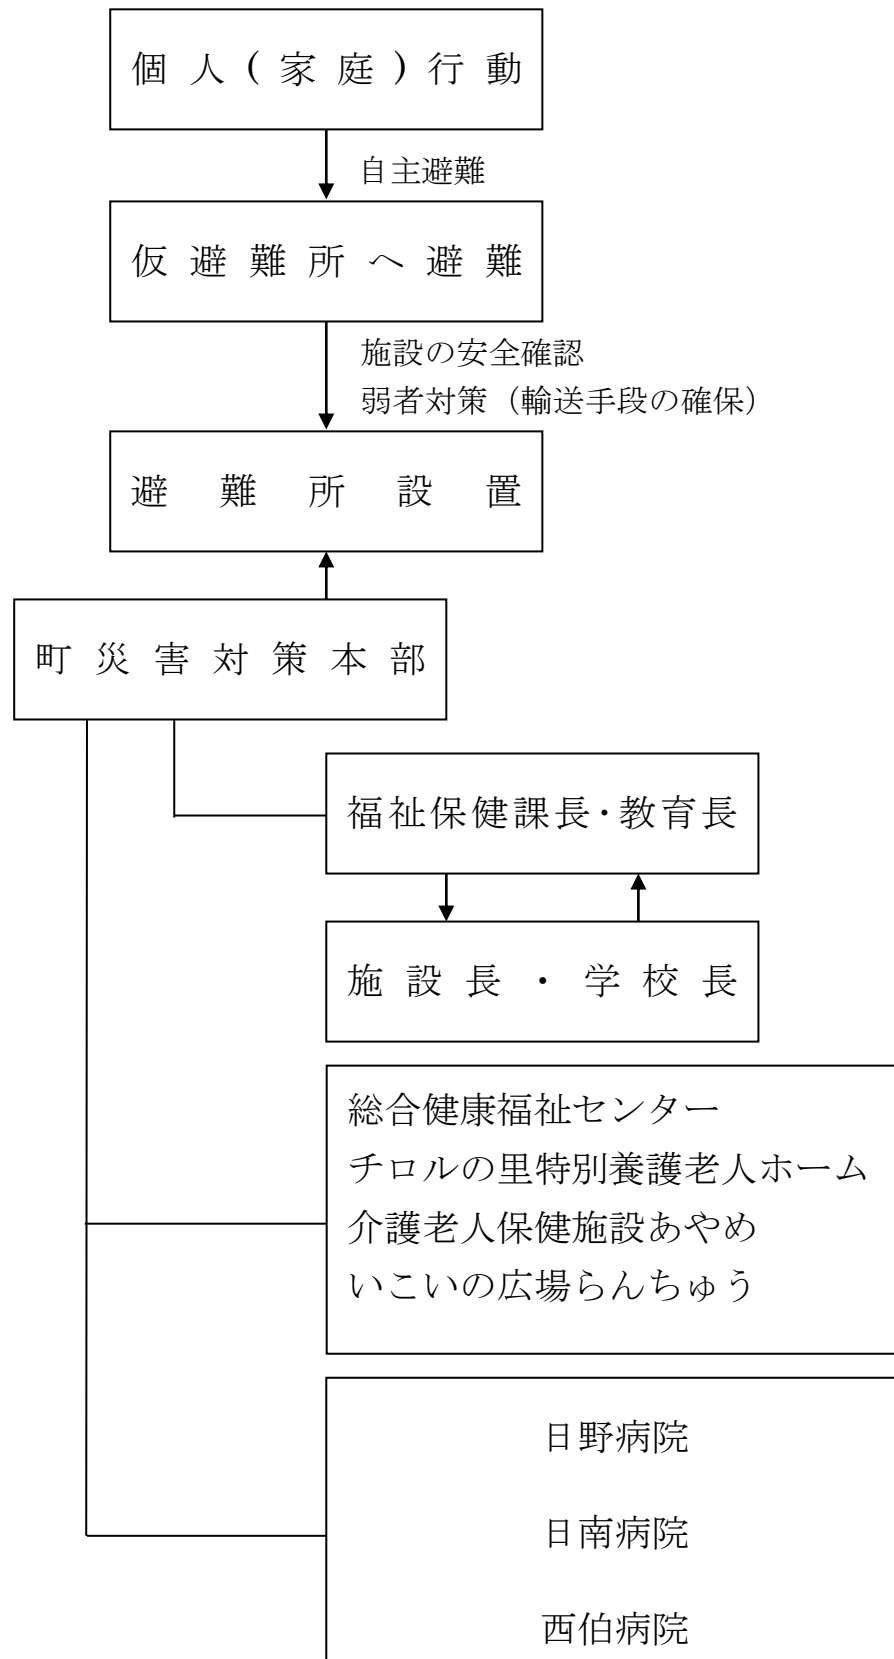 個人(家庭)行動
自主避難
仮避難所へ避難
施設の安全確認
弱者対策（輸送手段の確保）
避難所設置
町災害対策本部
福祉保健課長・教育長
施設長・学校長
総合健康福祉センター
チロルの里特別養護老人ホーム
介護老人保健施設あやめ
いこいの広場らんちゅう
日野病院
日南病院
西伯病院